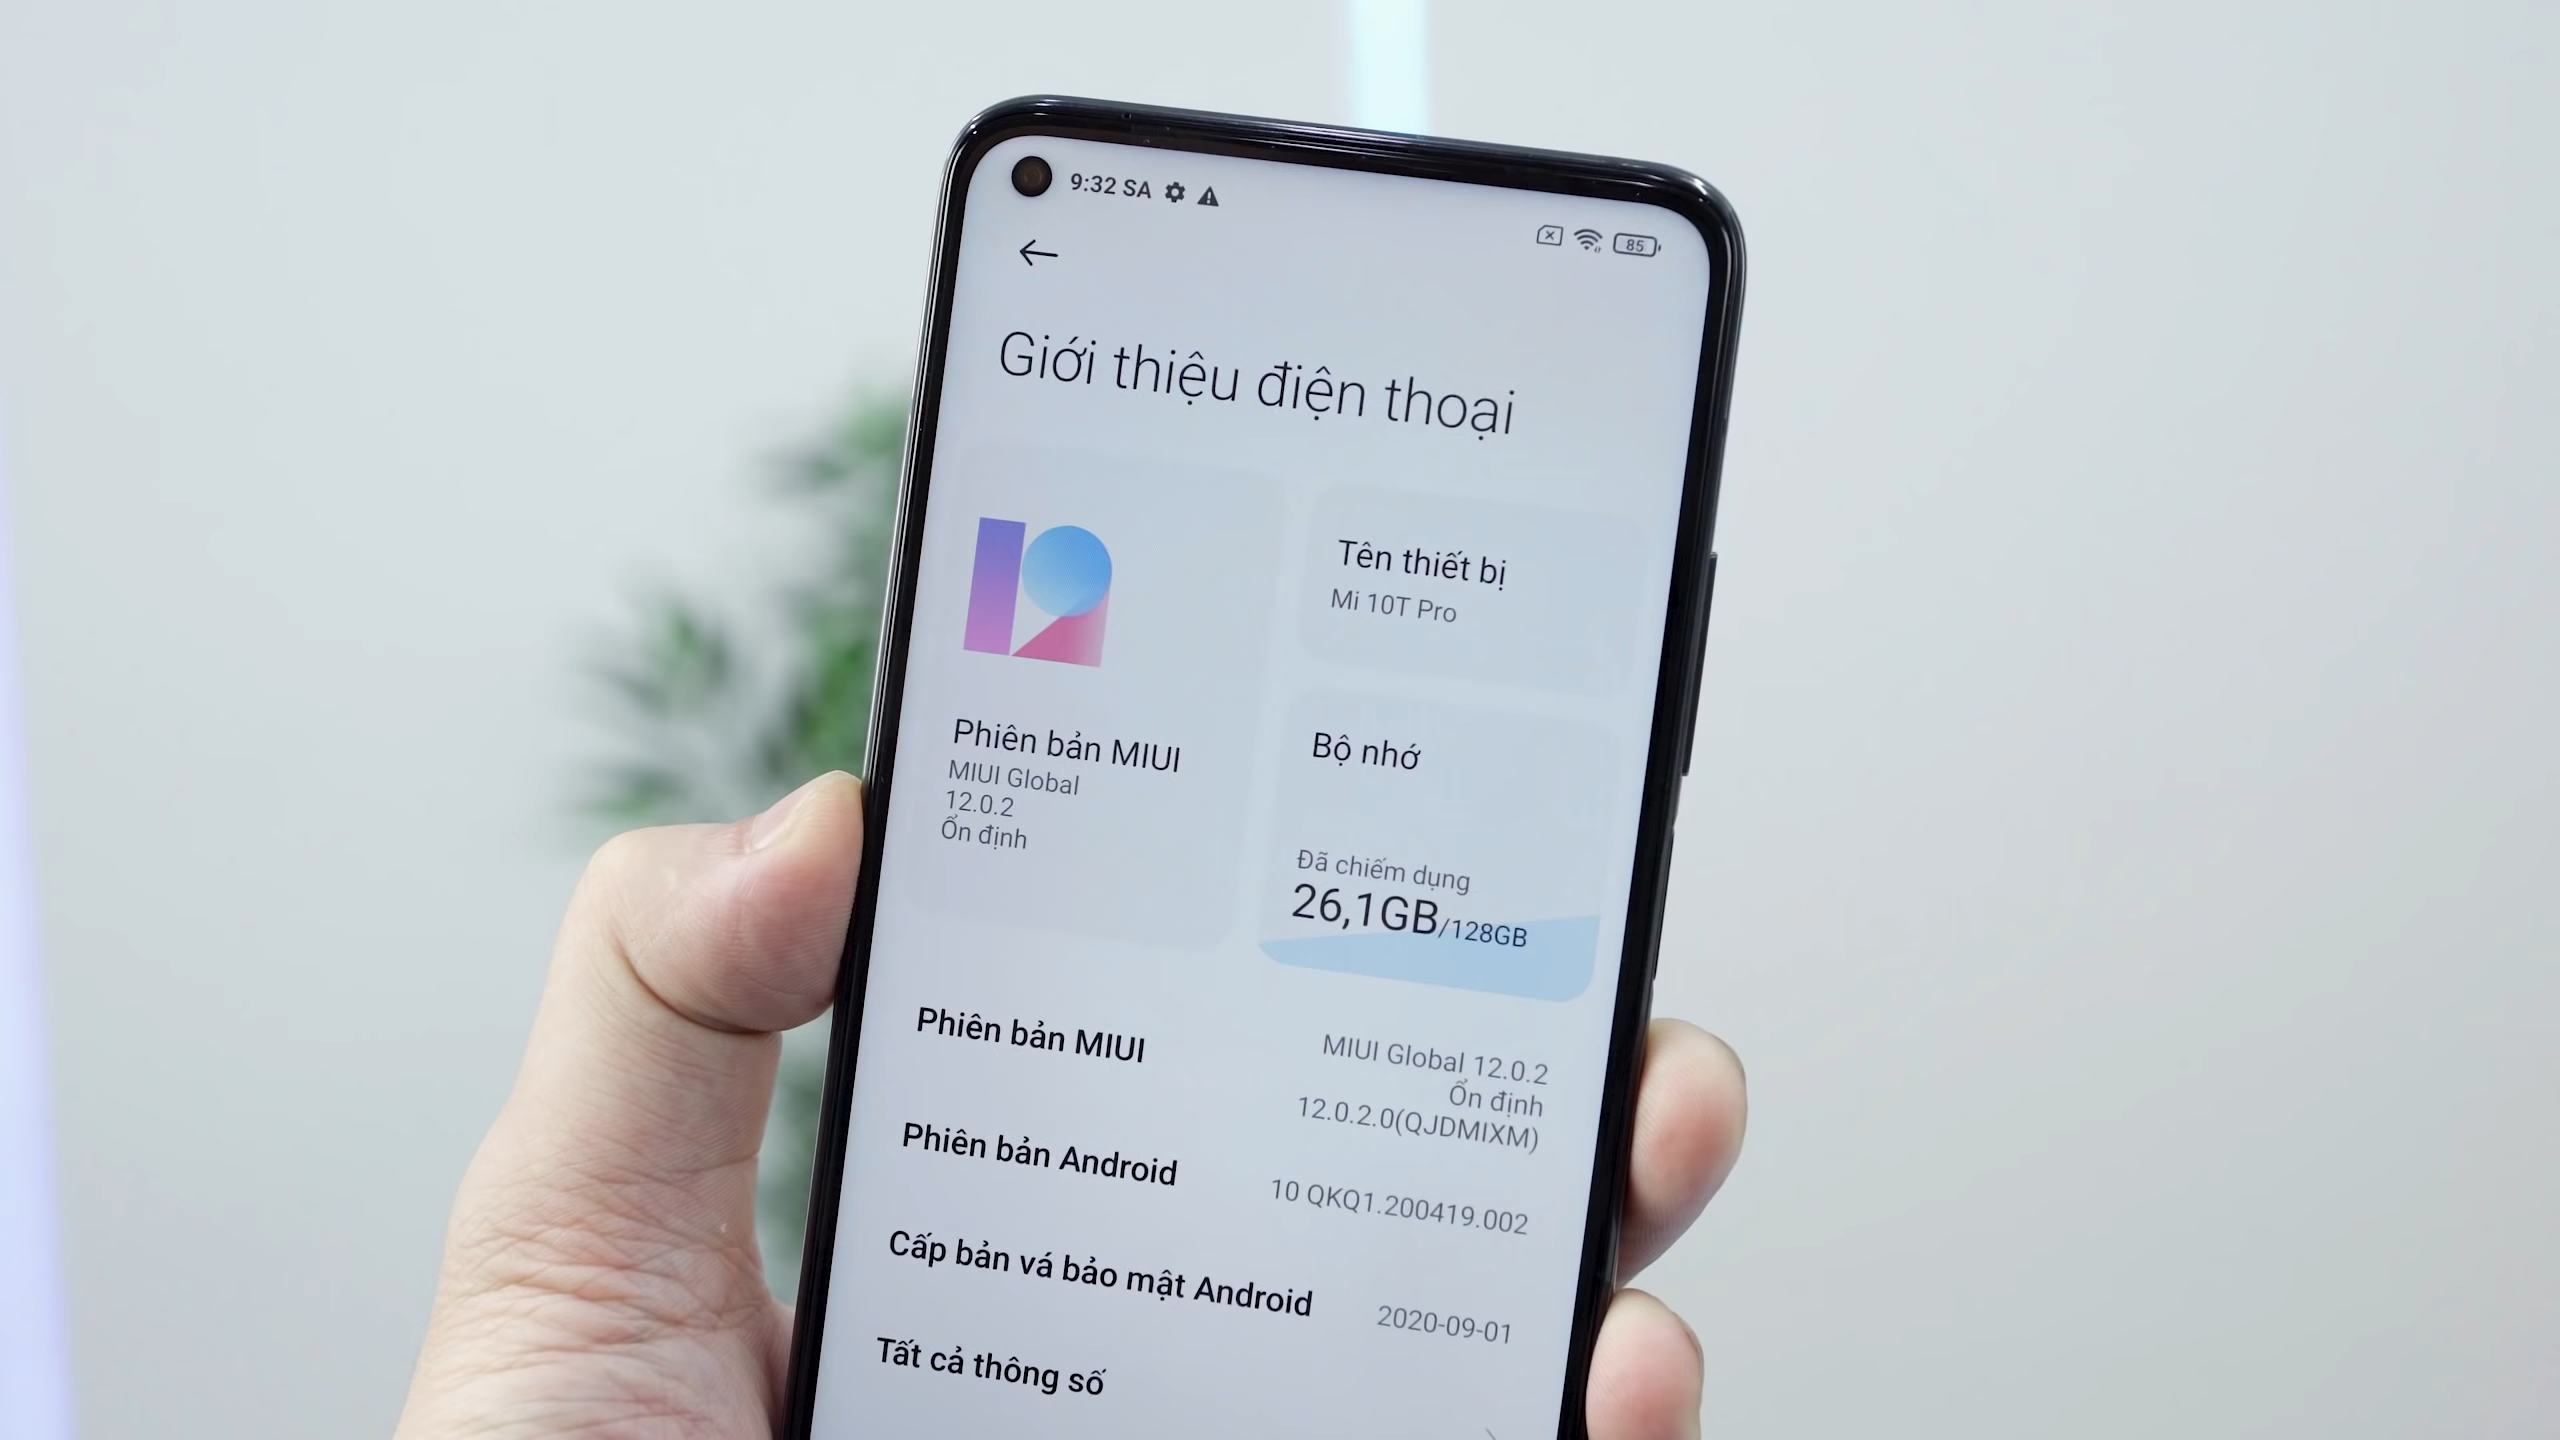 9:32 SA
85
Giới thiệu điện thoại
Tên thiết bị
Mi 10T Pro
Phiên bản MIUI
MIUI Global
12.0.2
Ổn định
Bộ nhớ
Đã chiếm dụng
26,1GB/128GB
Phiên bản MIUI
MIUI Global 12.0.2
Ổn định
12.0.2.0(QJDMIXM)
Phiên bản Android
10 QKQ1.200419.002
Cấp bản vá bảo mật Android
2020-09-01
Tất cả thông số